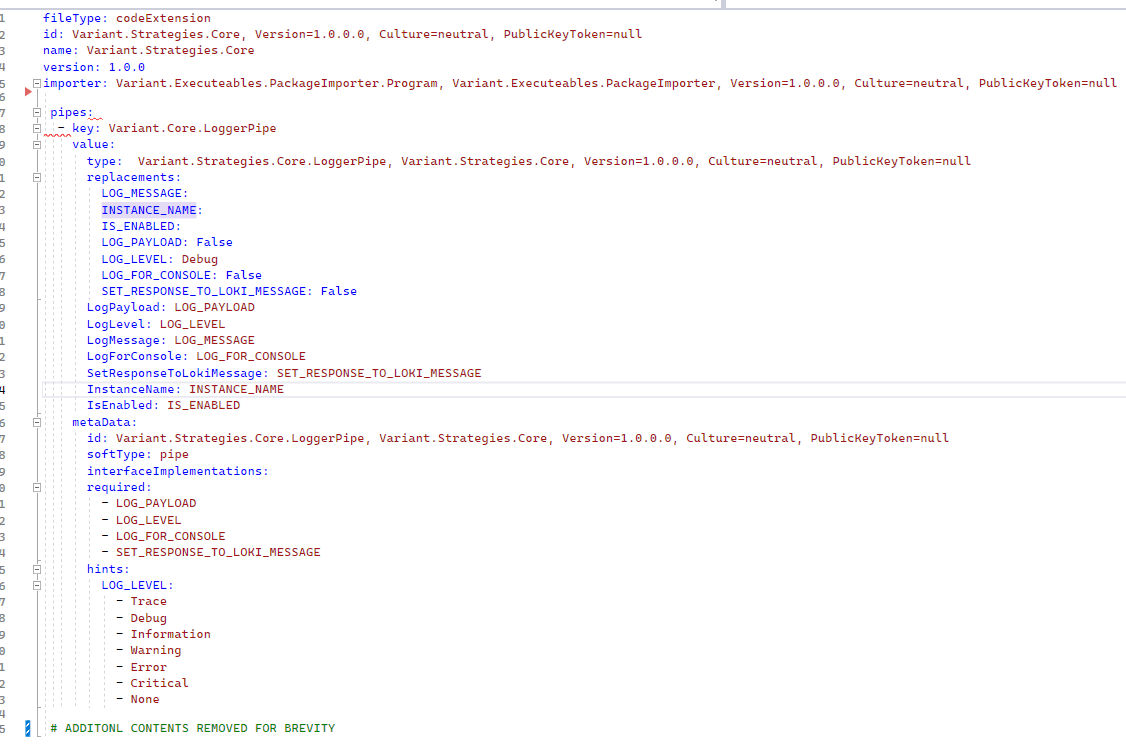 1 fileType: codeExtension
2 id: Variant.Strategies.Core, Version=1.0.0.0, Culture=neutral, PublicKeyToken=null
3 name: Variant.Strategies.Core
4 version: 1.0.0
5 importer: Variant.Executeables.PackageImporter.Program, Variant.Executeables.PackageImporter, Version=1.0.0.0, Culture=neutral, PublicKeyToken=null
6
7 pipes:
8 - key: Variant.Core.LoggerPipe
9 value:
0 type:  Variant.Strategies.Core.LoggerPipe, Variant.Strategies.Core, Version=1.0.0.0, Culture=neutral, PublicKeyToken=null
1 replacements:
2 LOG_MESSAGE:
3 INSTANCE_NAME:
4 IS_ENABLED:
5 LOG_PAYLOAD: False
6 LOG_LEVEL: Debug
7 LOG_FOR_CONSOLE: False
8 SET_RESPONSE_TO_LOKI_MESSAGE: False
9 LogPayload: LOG_PAYLOAD
0 LogLevel: LOG_LEVEL
1 LogMessage: LOG_MESSAGE
2 LogForConsole: LOG_FOR_CONSOLE
3 SetResponseToLokiMessage: SET_RESPONSE_TO_LOKI_MESSAGE
4 InstanceName: INSTANCE_NAME
5 IsEnabled: IS_ENABLED
6 metaData:
7 id: Variant.Strategies.Core.LoggerPipe, Variant.Strategies.Core, Version=1.0.0.0, Culture=neutral, PublicKeyToken=null
8 softType: pipe
9 interfaceImplementations:
0 required:
1 - LOG_PAYLOAD
2 - LOG_LEVEL
3 - LOG_FOR_CONSOLE
4 - SET_RESPONSE_TO_LOKI_MESSAGE
5 hints:
6 LOG_LEVEL:
7 - Trace
8 - Debug
9 - Information
0 - Warning
1 - Error
2 - Critical
3 - None
4
5 # ADDITONL CONTENTS REMOVED FOR BREVITY